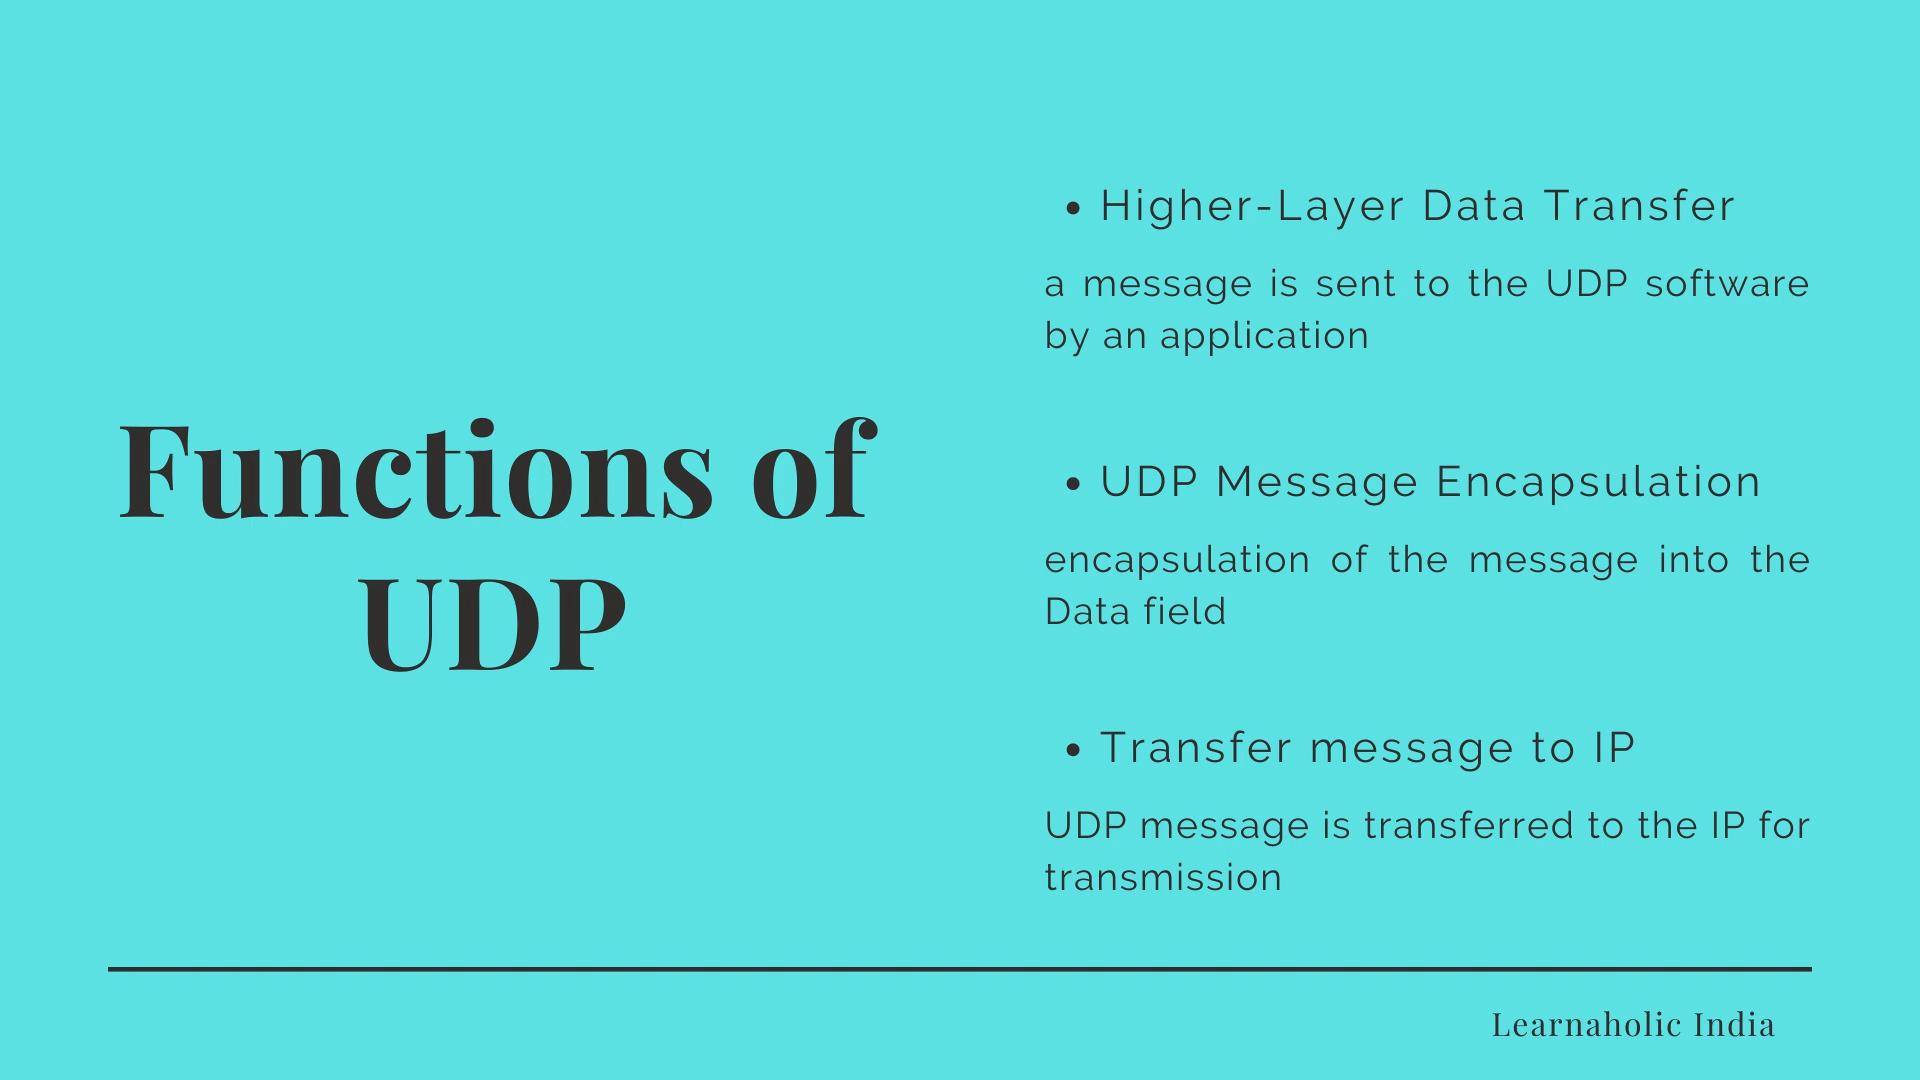 Functions of
UDP
• Higher-Layer Data Transfer
a message is sent to the UDP software
by an application
• UDP Message Encapsulation
encapsulation of the message into the
Data field
• Transfer message to IP
UDP message is transferred to the IP for
transmission
Learnaholic India